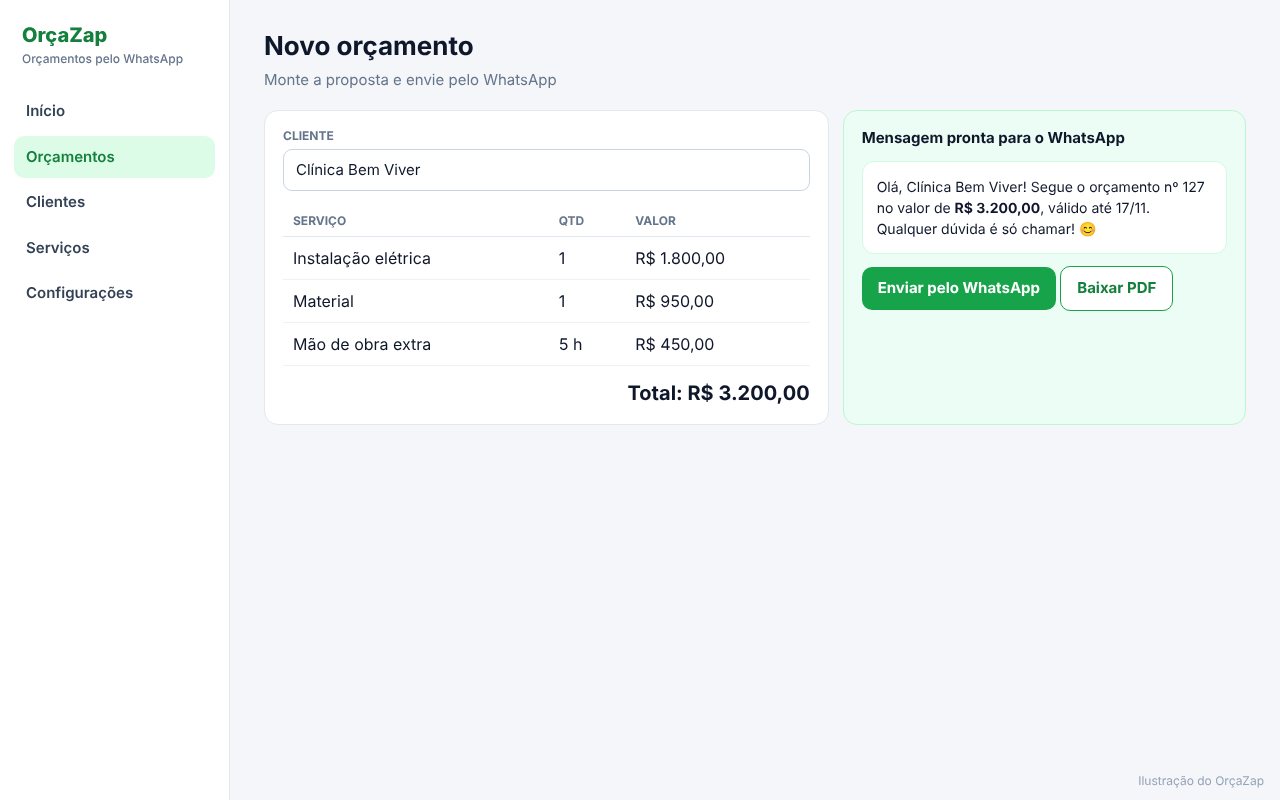 OrçaZap
Orçamentos pelo WhatsApp
Início
Orçamentos
Clientes
Serviços
Configurações
Novo orçamento
Monte a proposta e envie pelo WhatsApp
CLIENTE
Clínica Bem Viver
SERVIÇO QTD VALOR
Instalação elétrica 1 R$ 1.800,00
Material 1 R$ 950,00
Mão de obra extra 5 h R$ 450,00
Total: R$ 3.200,00
Mensagem pronta para o WhatsApp
Olá, Clínica Bem Viver! Segue o orçamento nº 127
no valor de R$ 3.200,00, válido até 17/11.
Qualquer dúvida é só chamar! 😊
Enviar pelo WhatsApp
Baixar PDF
Ilustração do OrçaZap